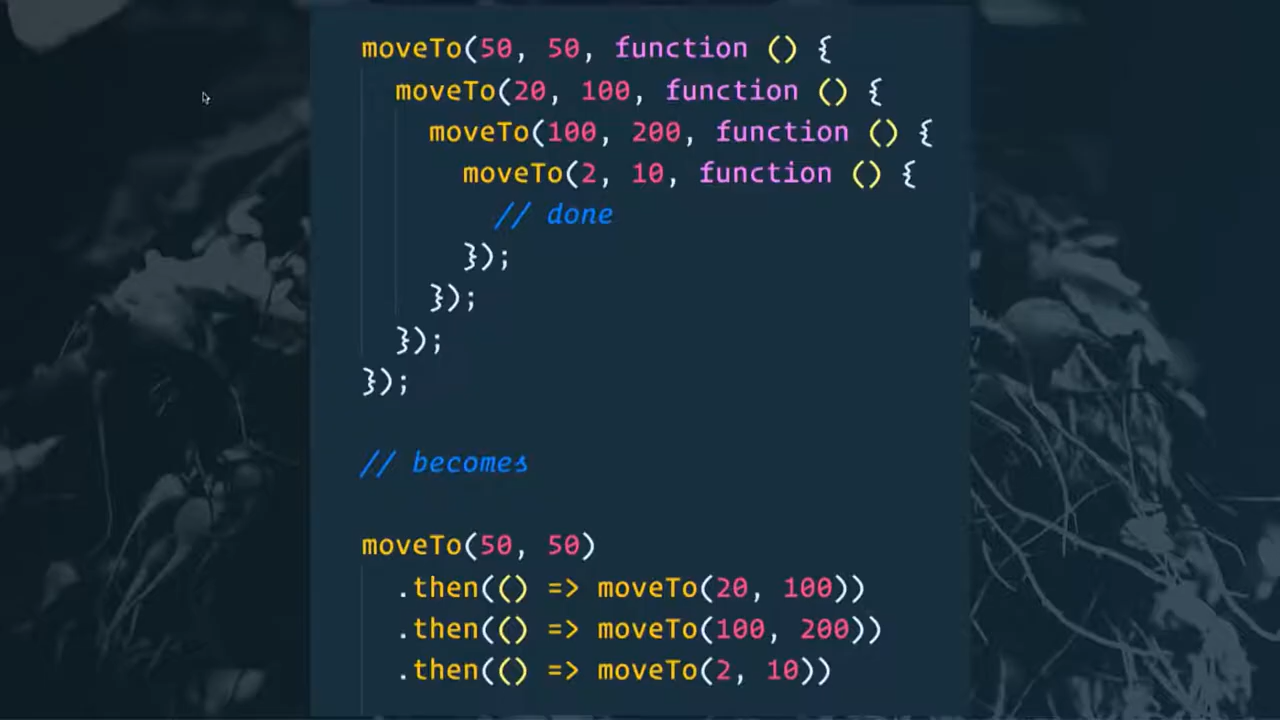 moveTo(50, 50, function () {
moveTo(20, 100, function () {
moveTo(100, 200, function () {
moveTo(2, 10, function () {
// done
});
});
});
});
// becomes
moveTo(50, 50)
.then(() => moveTo(20, 100))
.then(() => moveTo(100, 200))
.then(() => moveTo(2, 10))